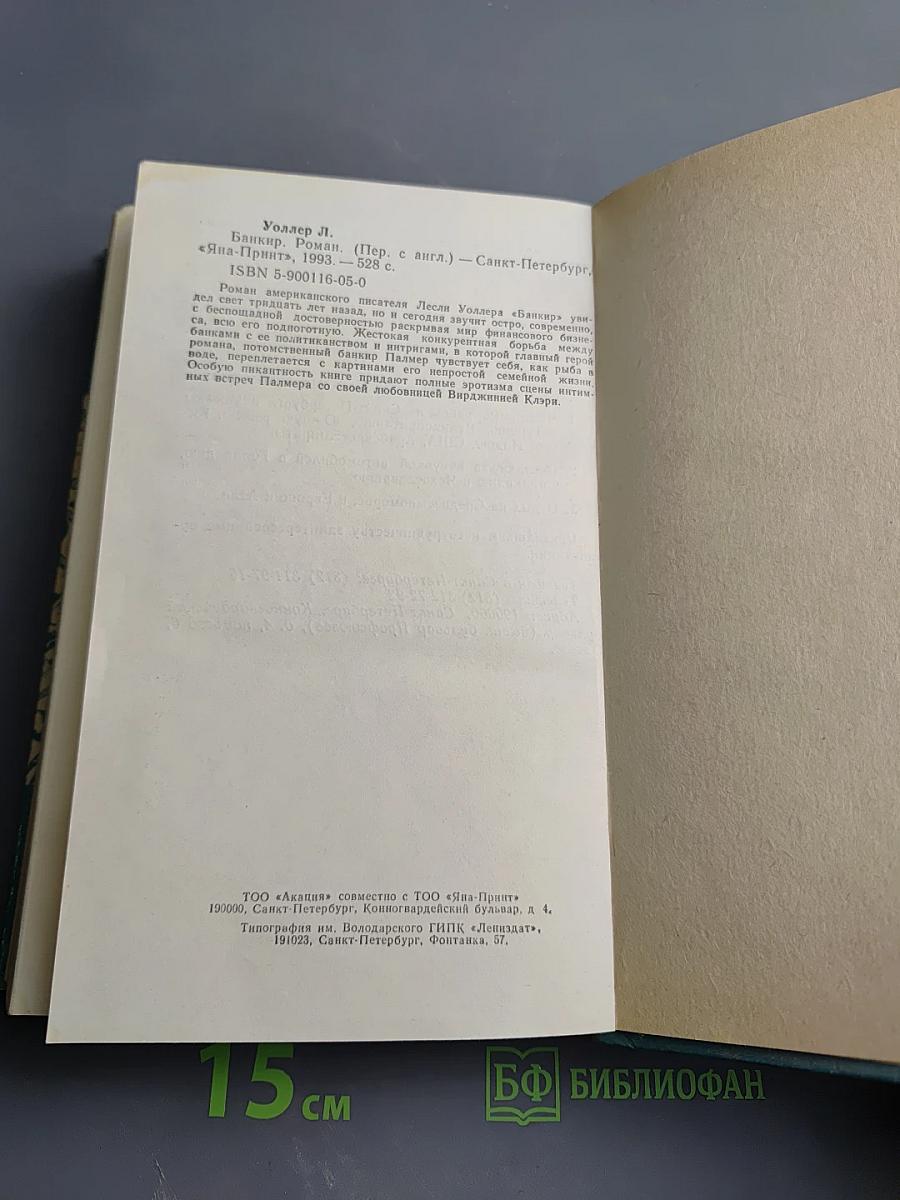 Уоллер Л.
Банкир. Роман. (Пер. с англ.) — Санкт-Петербург,
«Яна-Принт», 1993. — 528 с.
ISBN 5-900116-05-0
Роман американского писателя Лесли Уоллера «Банкир» уви-
дел свет тридцать лет назад, но и сегодня звучит остро, современно,
с беспощадной достоверностью раскрывая мир финансового бизне-
са, всю его подноготную. Жестокая конкурентная борьба между
банками с ее политиканством и интригами, в которой главный герой
романа, потомственный банкир Палмер чувствует себя, как рыба в
воде, переплетается с картинами его непростой семейной жизни.
Особую пикантность книге придают полные эротизма сцены интим-
ных встреч Палмера со своей любовницей Вирджинией Клэри.
ТОО «Акация» совместно с ТОО «Яна-Принт»
190000, Санкт-Петербург, Конногвардейский бульвар, д 4.
Типография им. Володарского ГИПК «Лениздат»,
191023, Санкт-Петербург, Фонтанка, 57.
15 см
БФ БИБЛИОФАН